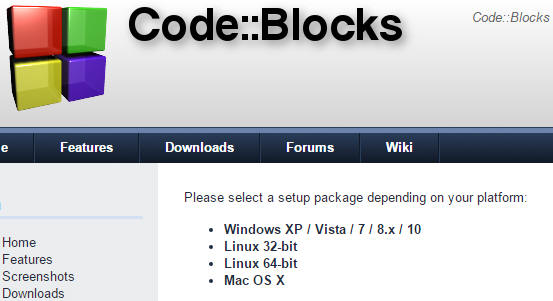 Code::Blocks
Code::Blocks
e
Features
Downloads
Forums
Wiki
Please select a setup package depending on your platform:
Windows XP / Vista / 7 / 8.x / 10
Linux 32-bit
Linux 64-bit
Mac OS X
Home
Features
Screenshots
Downloads